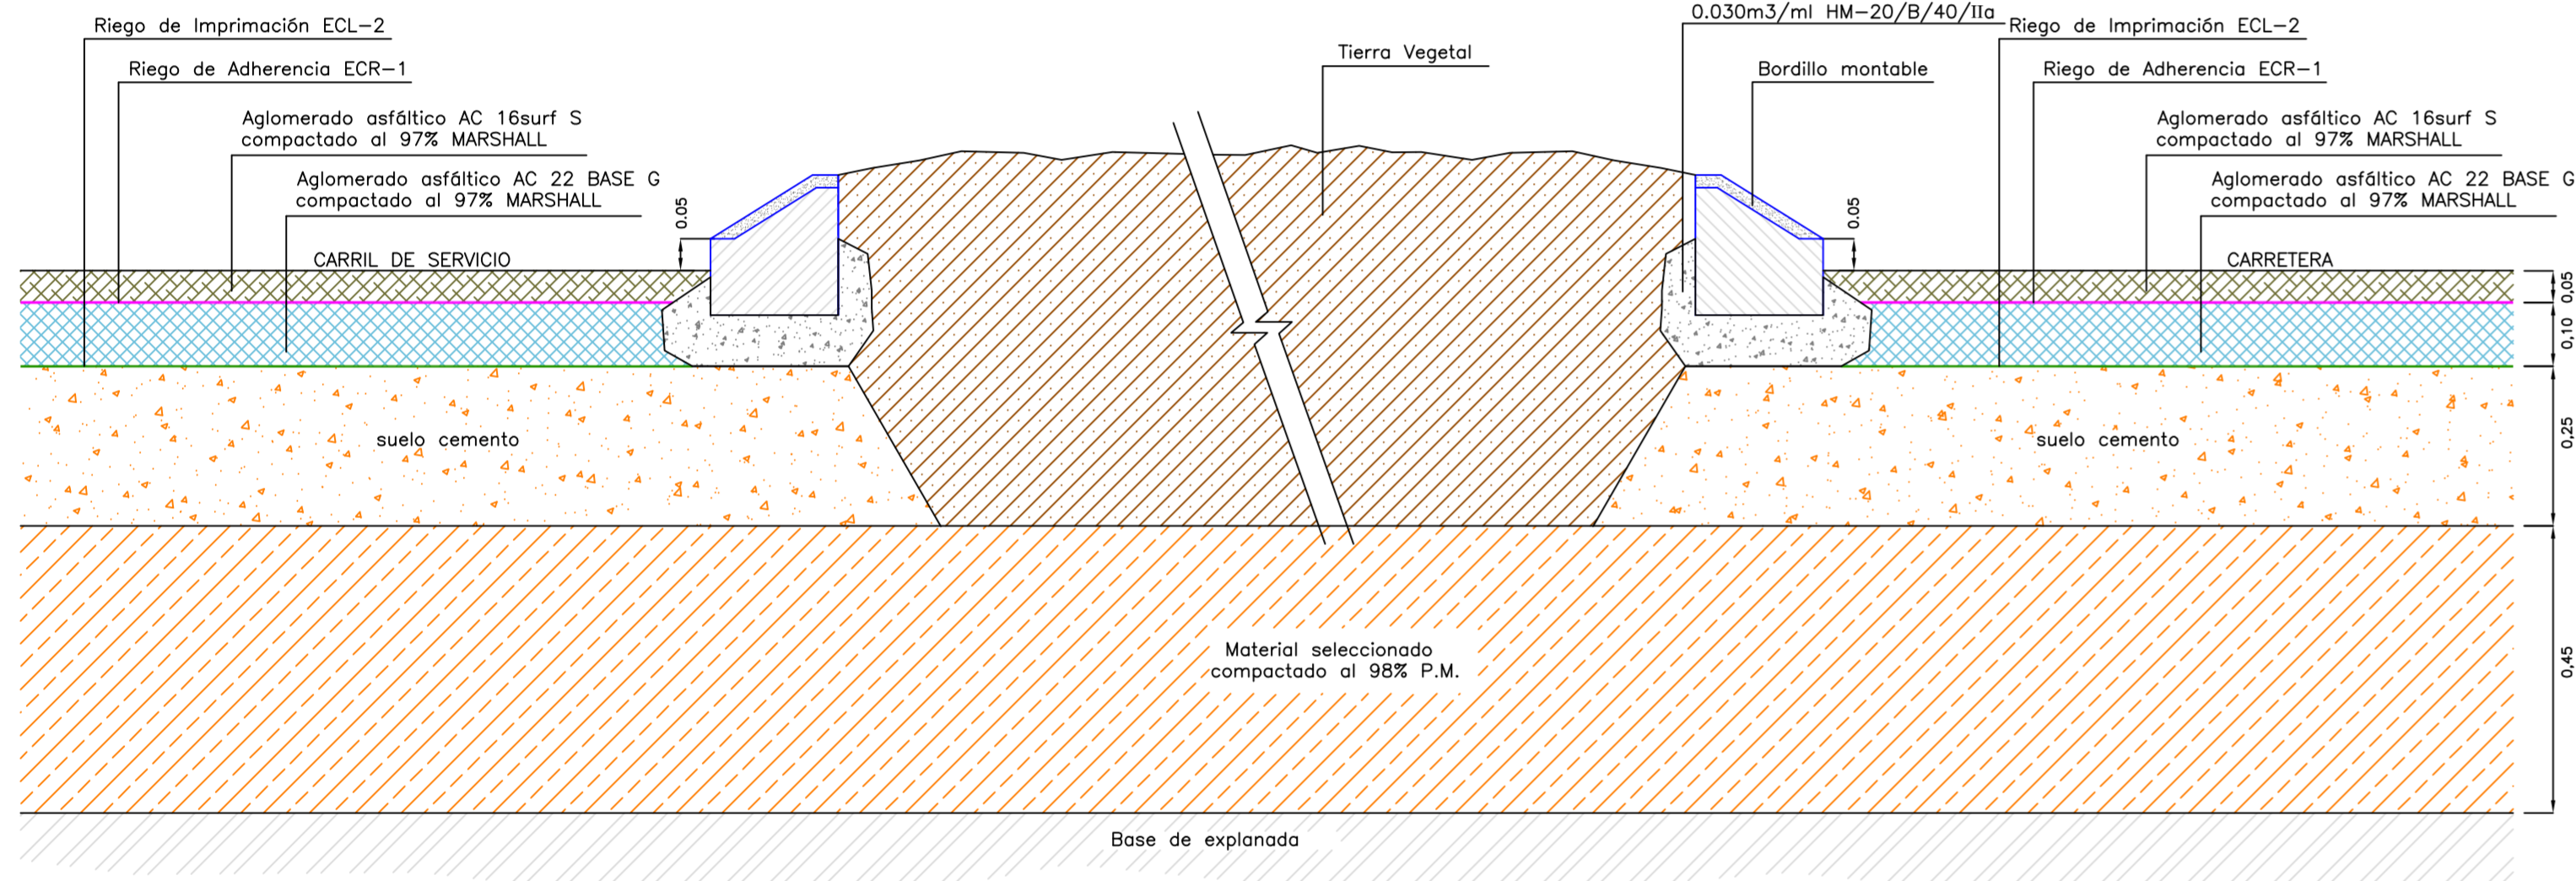 Riego de Imprimación ECL-2
Riego de Adherencia ECR-1
Aglomerado asfáltico AC 16surf S
compactado al 97% MARSHALL
Aglomerado asfáltico AC 22 BASE G
compactado al 97% MARSHALL
CARRIL DE SERVICIO
0.05
Tierra Vegetal
0.030m3/ml HM-20/B/40/IIa
Bordillo montable
Riego de Imprimación ECL-2
Riego de Adherencia ECR-1
Aglomerado asfáltico AC 16surf S
compactado al 97% MARSHALL
Aglomerado asfáltico AC 22 BASE G
compactado al 97% MARSHALL
0.05
CARRETERA
0,05
0,10
suelo cemento
suelo cemento
0,25
Material seleccionado
compactado al 98% P.M.
0,45
Base de explanada